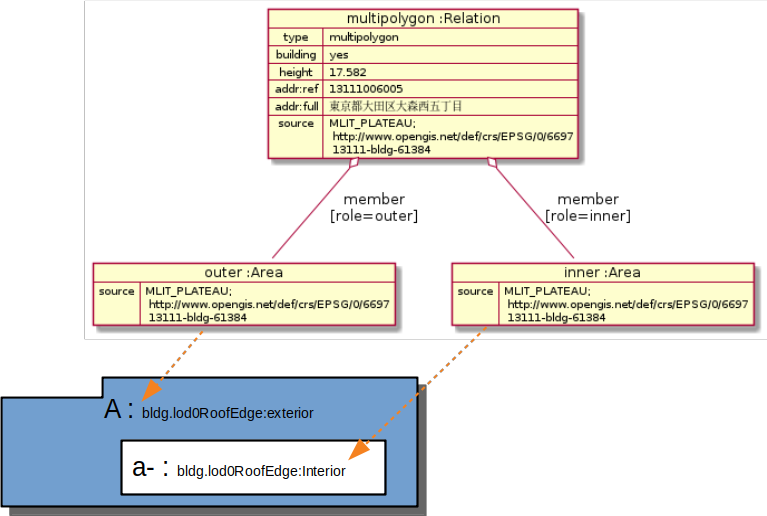 multipolygon :Relation
type multipolygon
building yes
height 17.582
addr:ref 13111006005
addr:full 東京都大田区大森西五丁目
source MLIT_PLATEAU;
http://www.opengis.net/def/crs/EPSG/0/6697
13111-bldg-61384
member
[role=outer]
member
[role=inner]
outer :Area
source MLIT_PLATEAU;
http://www.opengis.net/def/crs/EPSG/0/6697
13111-bldg-61384
inner :Area
source MLIT_PLATEAU;
http://www.opengis.net/def/crs/EPSG/0/6697
13111-bldg-61384
A : bldg.lod0RoofEdge:exterior
a- : bldg.lod0RoofEdge:Interior